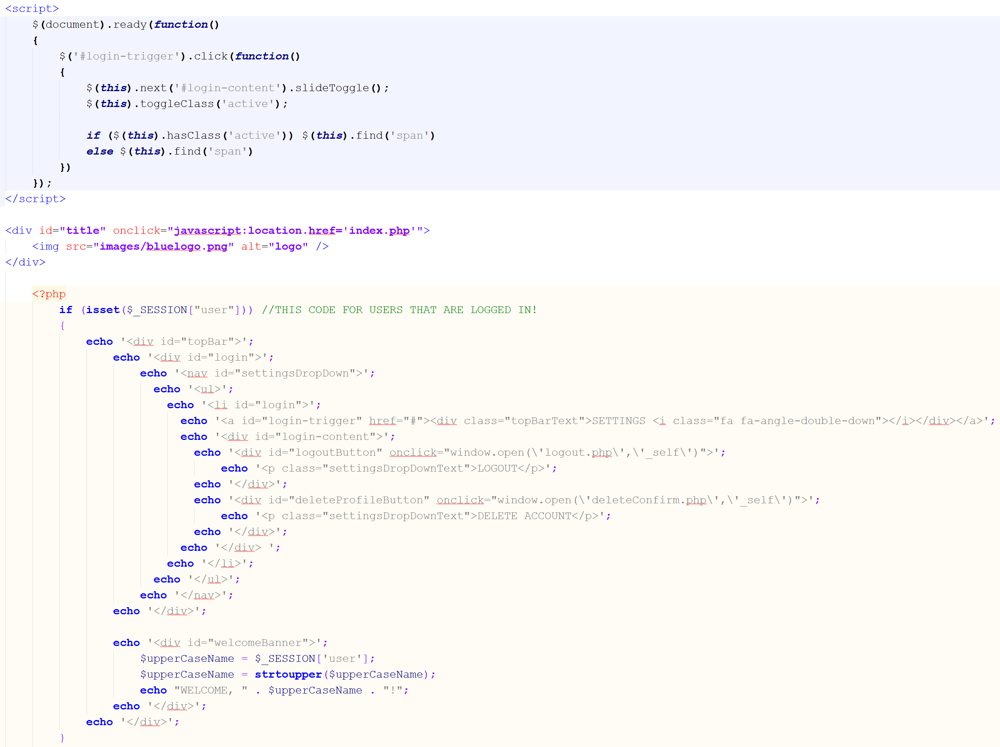 <script>
    $(document).ready(function()
    {
        $('#login-trigger').click(function()
        {
            $(this).next('#login-content').slideToggle();
            $(this).toggleClass('active');

            if ($(this).hasClass('active')) $(this).find('span')
            else $(this).find('span')
        })
    });
</script>

<div id="title" onclick="javascript:location.href='index.php'">
    <img src="images/bluelogo.png" alt="logo" />
</div>

    <?php
        if (isset($_SESSION["user"])) //THIS CODE FOR USERS THAT ARE LOGGED IN!
        {
            echo '<div id="topBar">';
                echo '<div id="login">';
                    echo '<nav id="settingsDropDown">';
                      echo '<ul>';
                        echo '<li id="login">';
                          echo '<a id="login-trigger" href="#"><div class="topBarText">SETTINGS <i class="fa fa-angle-double-down"></i></div></a>';
                          echo '<div id="login-content">';
                            echo '<div id="logoutButton" onclick="window.open(\'logout.php\',\'_self\')">';
                                echo '<p class="settingsDropDownText">LOGOUT</p>';
                            echo '</div>';
                            echo '<div id="deleteProfileButton" onclick="window.open(\'deleteConfirm.php\',\'_self\')">';
                                echo '<p class="settingsDropDownText">DELETE ACCOUNT</p>';
                            echo '</div>';
                          echo '</div> ';
                        echo '</li>';
                      echo '</ul>';
                    echo '</nav>';
                echo '</div>';

                echo '<div id="welcomeBanner">';
                    $upperCaseName = $_SESSION['user'];
                    $upperCaseName = strtoupper($upperCaseName);
                    echo "WELCOME, " . $upperCaseName . "!";
                echo '</div>';
            echo '</div>';
        }